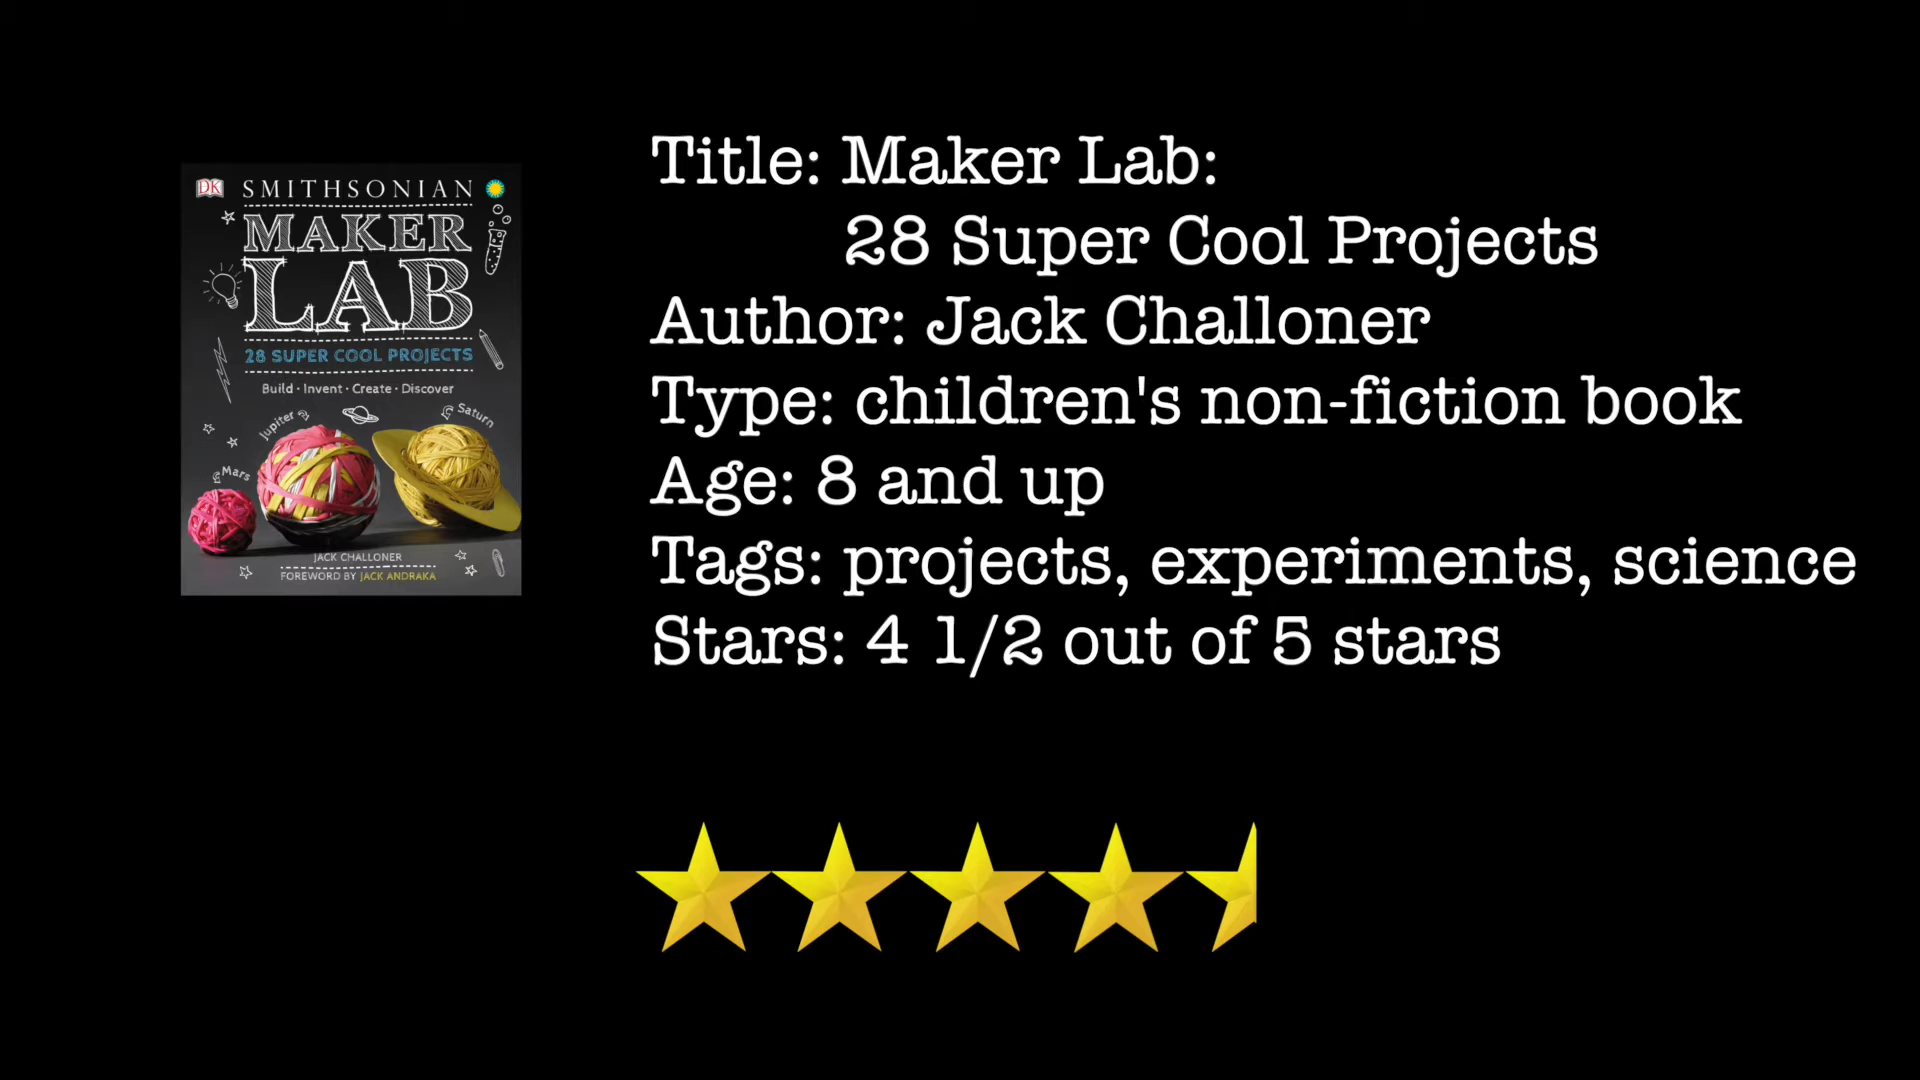 DK SMITHSONIAN
MAKER
LAB
28 SUPER COOL PROJECTS
Build · Invent · Create · Discover
Jupiter
Saturn
Mars
JACK CHALLONER
FOREWORD BY JACK ANDRAKA
Title: Maker Lab:
28 Super Cool Projects
Author: Jack Challoner
Type: children's non-fiction book
Age: 8 and up
Tags: projects, experiments, science
Stars: 4 1/2 out of 5 stars